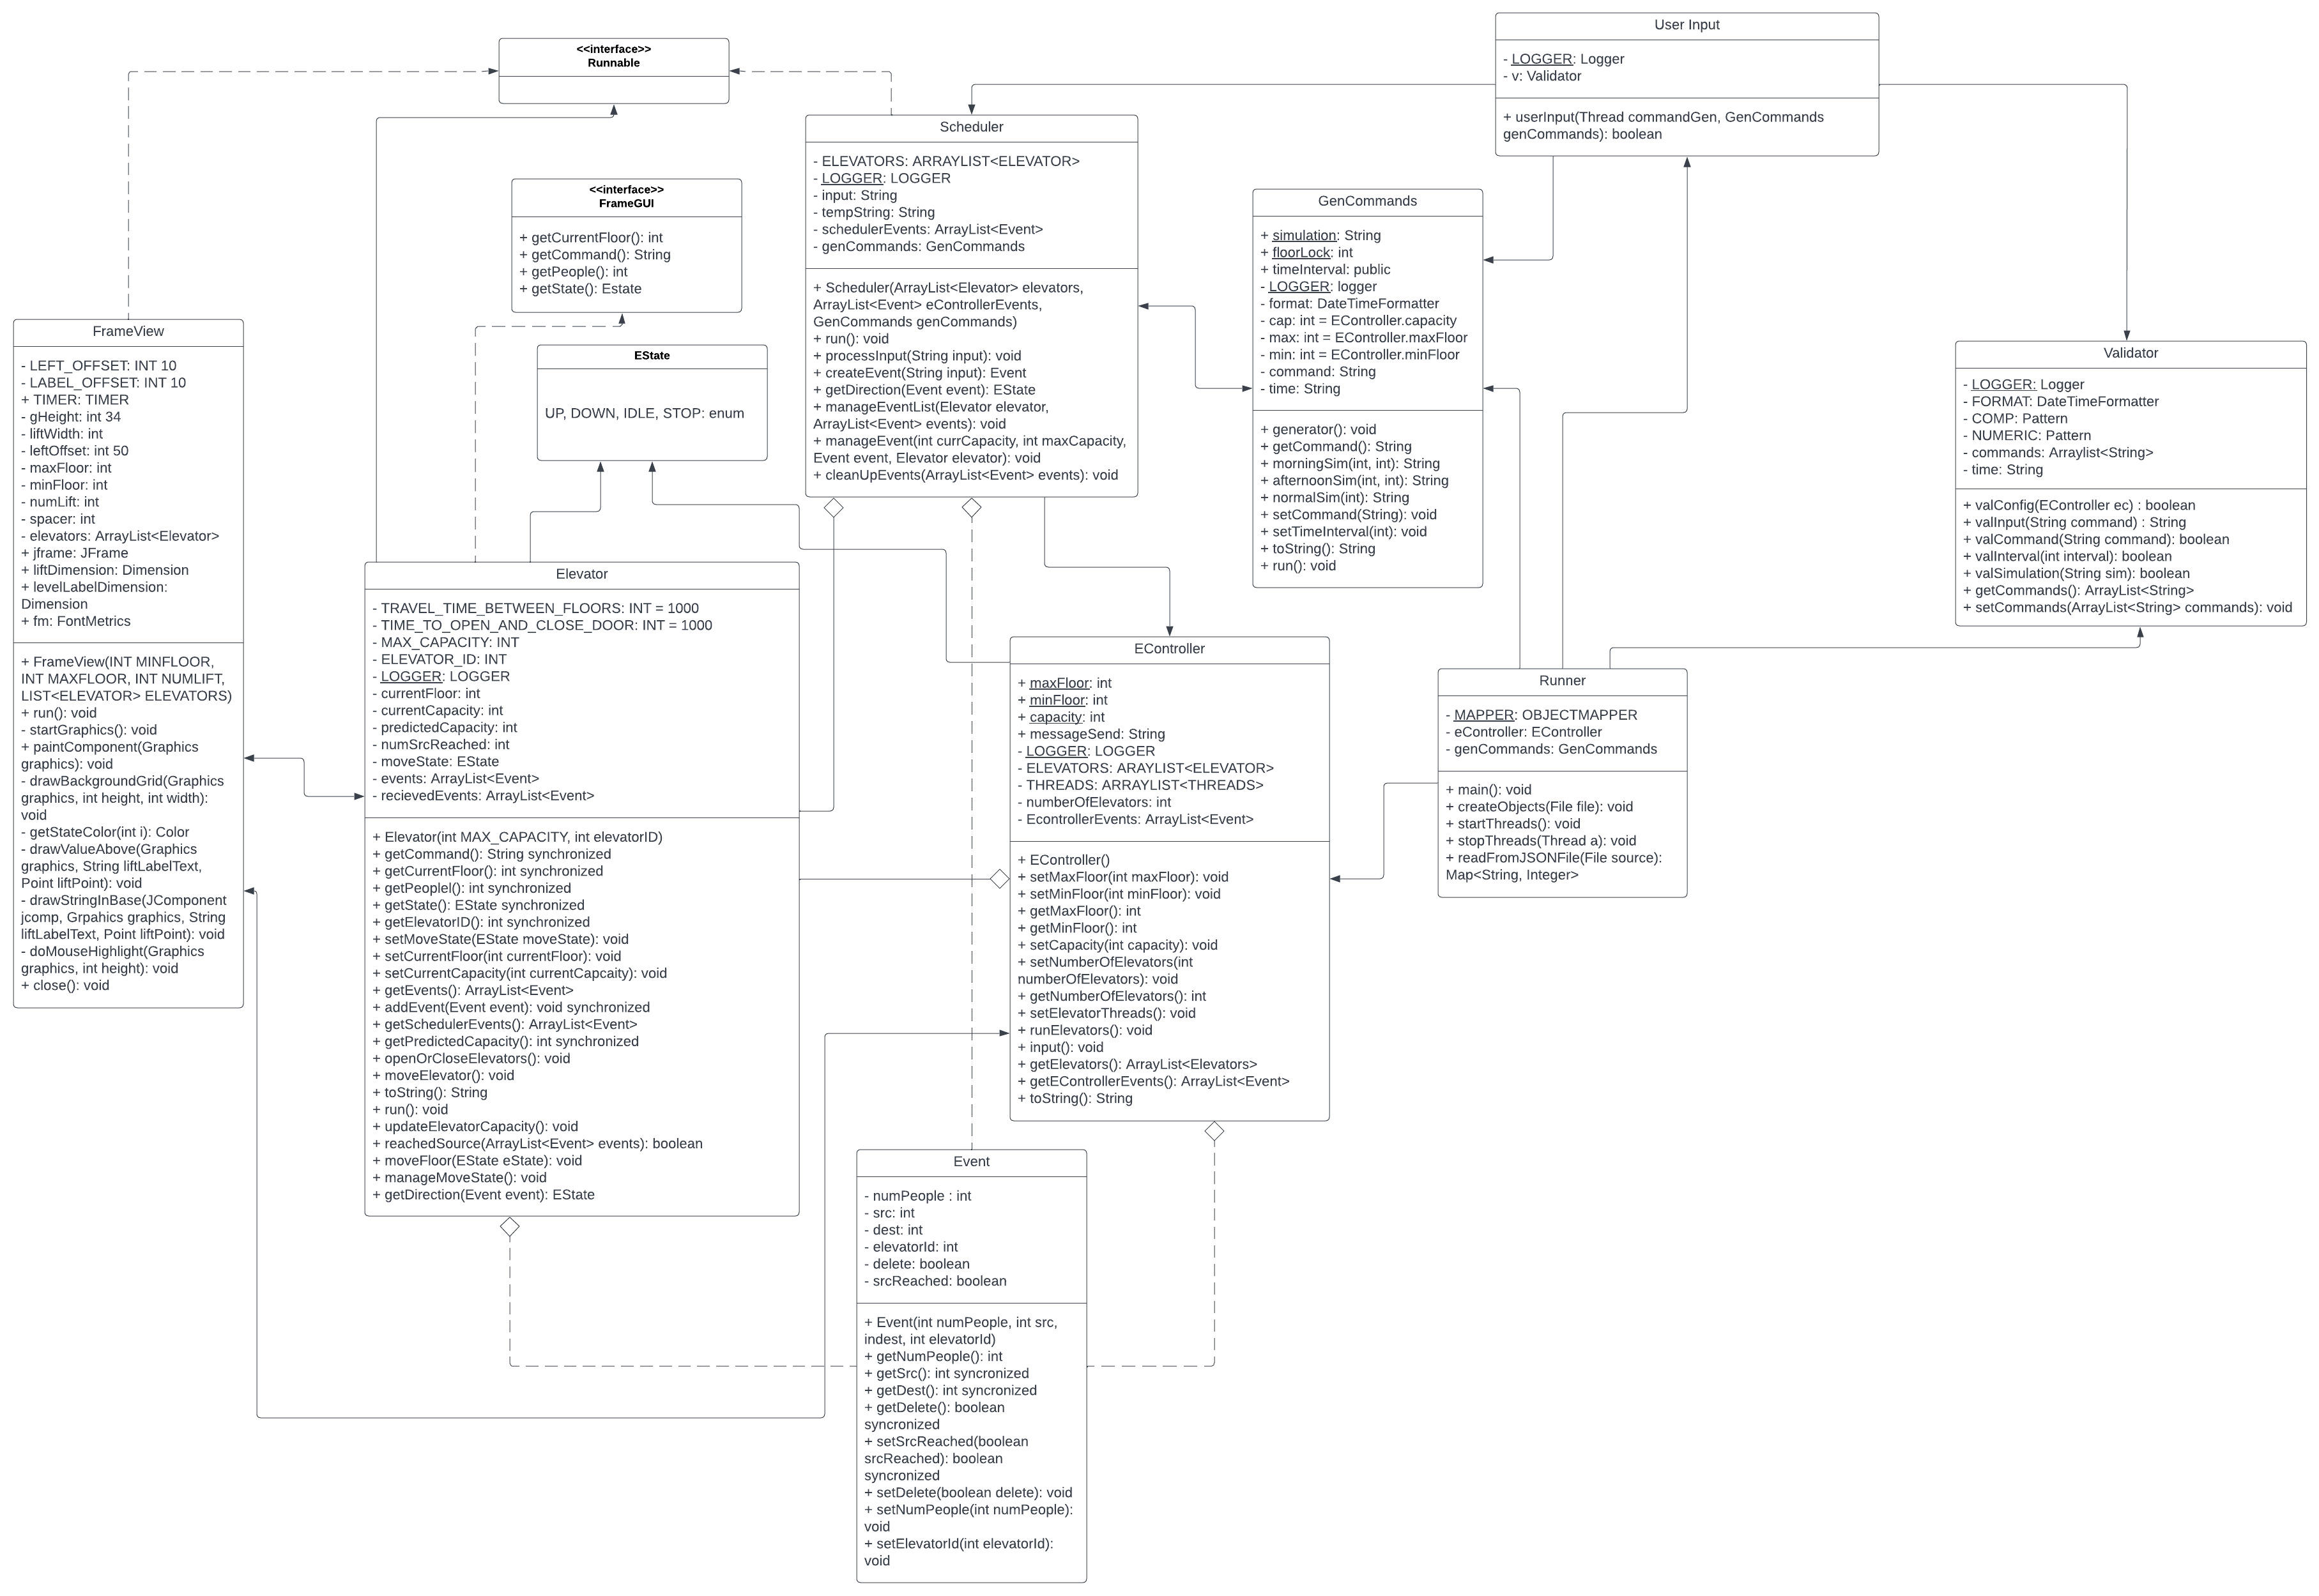 <<interface>>
Runnable
<<interface>>
FrameGUI
+ getCurrentFloor(): int
+ getCommand(): String
+ getPeople(): int
+ getState(): Estate
EState
UP, DOWN, IDLE, STOP: enum
Scheduler
- ELEVATORS: ARRAYLIST<ELEVATOR>
- LOGGER: LOGGER
- input: String
- tempString: String
- schedulerEvents: ArrayList<Event>
- genCommands: GenCommands
+ Scheduler(ArrayList<Elevator> elevators,
ArrayList<Event> eControllerEvents,
GenCommands genCommands)
+ run(): void
+ processInput(String input): void
+ createEvent(String input): Event
+ getDirection(Event event): EState
+ manageEventList(Elevator elevator,
ArrayList<Event> events): void
+ manageEvent(int currCapacity, int maxCapacity,
Event event, Elevator elevator): void
+ cleanUpEvents(ArrayList<Event> events): void
User Input
- LOGGER: Logger
- v: Validator
+ userInput(Thread commandGen, GenCommands
genCommands): boolean
GenCommands
+ simulation: String
+ floorLock: int
+ timeInterval: public
- LOGGER: logger
- format: DateTimeFormatter
- cap: int = EController.capacity
- max: int = EController.maxFloor
- min: int = EController.minFloor
- command: String
- time: String
+ generator(): void
+ getCommand(): String
+ morningSim(int, int): String
+ afternoonSim(int, int): String
+ normalSim(int): String
+ setCommand(String): void
+ setTimeInterval(int): void
+ toString(): String
+ run(): void
Validator
- LOGGER: Logger
- FORMAT: DateTimeFormatter
- COMP: Pattern
- NUMERIC: Pattern
- commands: Arraylist<String>
- time: String
+ valConfig(EController ec) : boolean
+ valInput(String command) : String
+ valCommand(String command): boolean
+ valInterval(int interval): boolean
+ valSimulation(String sim): boolean
+ getCommands(): ArrayList<String>
+ setCommands(ArrayList<String> commands): void
FrameView
- LEFT_OFFSET: INT 10
- LABEL_OFFSET: INT 10
+ TIMER: TIMER
- gHeight: int 34
- liftWidth: int
- leftOffset: int 50
- maxFloor: int
- minFloor: int
- numLift: int
- spacer: int
- elevators: ArrayList<Elevator>
+ jframe: JFrame
+ liftDimension: Dimension
+ levelLabelDimension:
Dimension
+ fm: FontMetrics
+ FrameView(INT MINFLOOR,
INT MAXFLOOR, INT NUMLIFT,
LIST<ELEVATOR> ELEVATORS)
+ run(): void
- startGraphics(): void
+ paintComponent(Graphics
graphics): void
- drawBackgroundGrid(Graphics
graphics, int height, int width):
void
- getStateColor(int i): Color
- drawValueAbove(Graphics
graphics, String liftLabelText,
Point liftPoint): void
- drawStringInBase(JComponent
jcomp, Grpahics graphics, String
liftLabelText, Point liftPoint): void
- doMouseHighlight(Graphics
graphics, int height): void
+ close(): void
Elevator
- TRAVEL_TIME_BETWEEN_FLOORS: INT = 1000
- TIME_TO_OPEN_AND_CLOSE_DOOR: INT = 1000
- MAX_CAPACITY: INT
- ELEVATOR_ID: INT
- LOGGER: LOGGER
- currentFloor: int
- currentCapacity: int
- predictedCapacity: int
- numSrcReached: int
- moveState: EState
- events: ArrayList<Event>
- recievedEvents: ArrayList<Event>
+ Elevator(int MAX_CAPACITY, int elevatorID)
+ getCommand(): String synchronized
+ getCurrentFloor(): int synchronized
+ getPeoplel(): int synchronized
+ getState(): EState synchronized
+ getElevatorID(): int synchronized
+ setMoveState(EState moveState): void
+ setCurrentFloor(int currentFloor): void
+ setCurrentCapacity(int currentCapcaity): void
+ getEvents(): ArrayList<Event>
+ addEvent(Event event): void synchronized
+ getSchedulerEvents(): ArrayList<Event>
+ getPredictedCapacity(): int synchronized
+ openOrCloseElevators(): void
+ moveElevator(): void
+ toString(): String
+ run(): void
+ updateElevatorCapacity(): void
+ reachedSource(ArrayList<Event> events): boolean
+ moveFloor(EState eState): void
+ manageMoveState(): void
+ getDirection(Event event): EState
EController
+ maxFloor: int
+ minFloor: int
+ capacity: int
+ messageSend: String
- LOGGER: LOGGER
- ELEVATORS: ARAYLIST<ELEVATOR>
- THREADS: ARRAYLIST<THREADS>
- numberOfElevators: int
- EcontrollerEvents: ArrayList<Event>
+ EController()
+ setMaxFloor(int maxFloor): void
+ setMinFloor(int minFloor): void
+ getMaxFloor(): int
+ getMinFloor(): int
+ setCapacity(int capacity): void
+ setNumberOfElevators(int
numberOfElevators): void
+ getNumberOfElevators(): int
+ setElevatorThreads(): void
+ runElevators(): void
+ input(): void
+ getElevators(): ArrayList<Elevators>
+ getEControllerEvents(): ArrayList<Event>
+ toString(): String
Runner
- MAPPER: OBJECTMAPPER
- eController: EController
- genCommands: GenCommands
+ main(): void
+ createObjects(File file): void
+ startThreads(): void
+ stopThreads(Thread a): void
+ readFromJSONFile(File source):
Map<String, Integer>
Event
- numPeople : int
- src: int
- dest: int
- elevatorId: int
- delete: boolean
- srcReached: boolean
+ Event(int numPeople, int src,
indest, int elevatorId)
+ getNumPeople(): int
+ getSrc(): int syncronized
+ getDest(): int syncronized
+ getDelete(): boolean
syncronized
+ setSrcReached(boolean
srcReached): boolean
syncronized
+ setDelete(boolean delete): void
+ setNumPeople(int numPeople):
void
+ setElevatorId(int elevatorId):
void